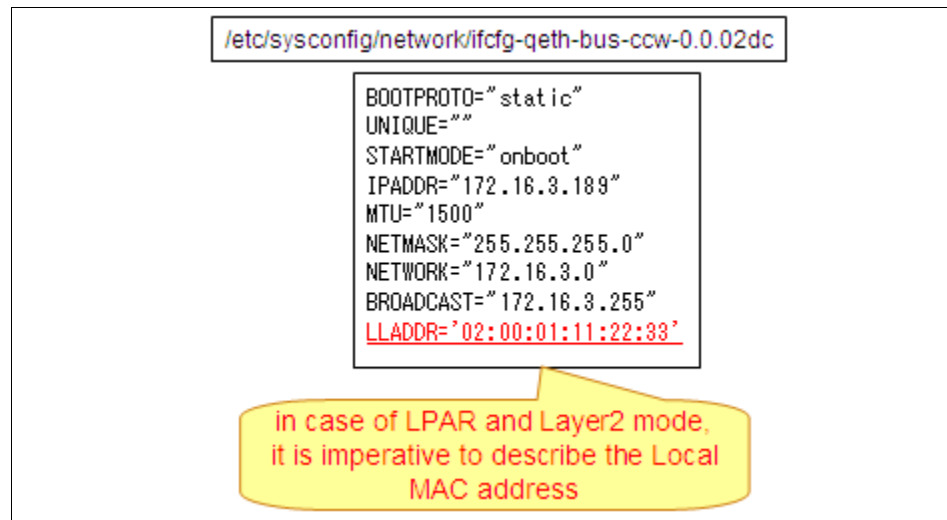 /etc/sysconfig/network/ifcfg-qeth-bus-ccw-0.0.02dc
BOOTPROTO="static"
UNIQUE=""
STARTMODE="onboot"
IPADDR="172.16.3.189"
MTU="1500"
NETMASK="255.255.255.0"
NETWORK="172.16.3.0"
BROADCAST="172.16.3.255"
LLADDR='02:00:01:11:22:33'
in case of LPAR and Layer2 mode,
it is imperative to describe the Local
MAC address